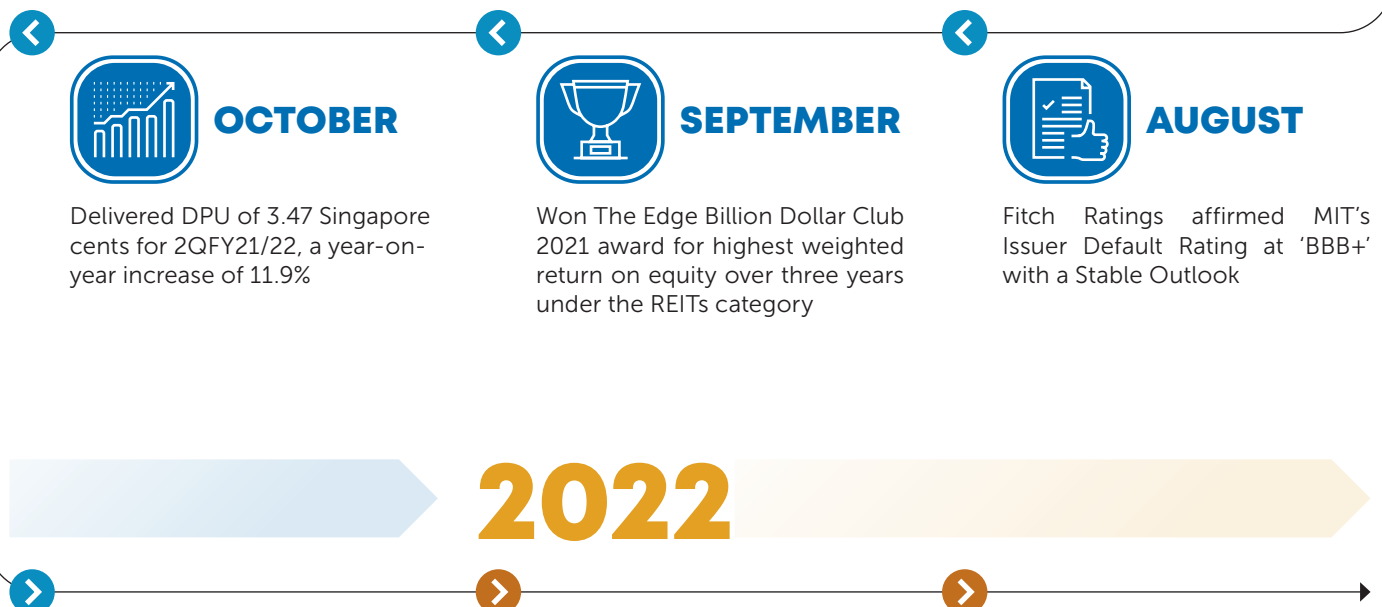 OCTOBER
Delivered DPU of 3.47 Singapore
cents for 2QFY21/22, a year-on-
year increase of 11.9%
SEPTEMBER
Won The Edge Billion Dollar Club
2021 award for highest weighted
return on equity over three years
under the REITs category
AUGUST
Fitch Ratings affirmed MIT’s
Issuer Default Rating at ‘BBB+’
with a Stable Outlook
2022